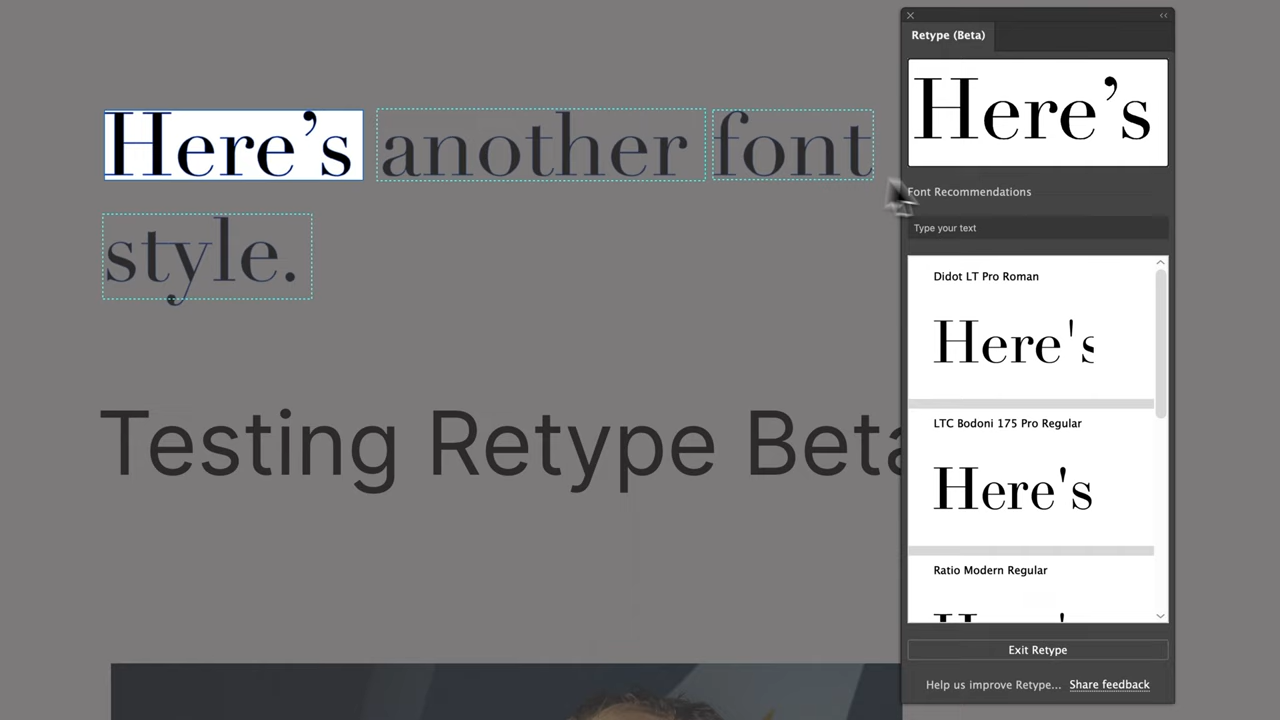 Here’s another font
style.
Testing Retype Beta
Retype (Beta)
Here’s
Font Recommendations
Type your text
Didot LT Pro Roman
Here's
LTC Bodoni 175 Pro Regular
Here's
Ratio Modern Regular
Exit Retype
Help us improve Retype... Share feedback